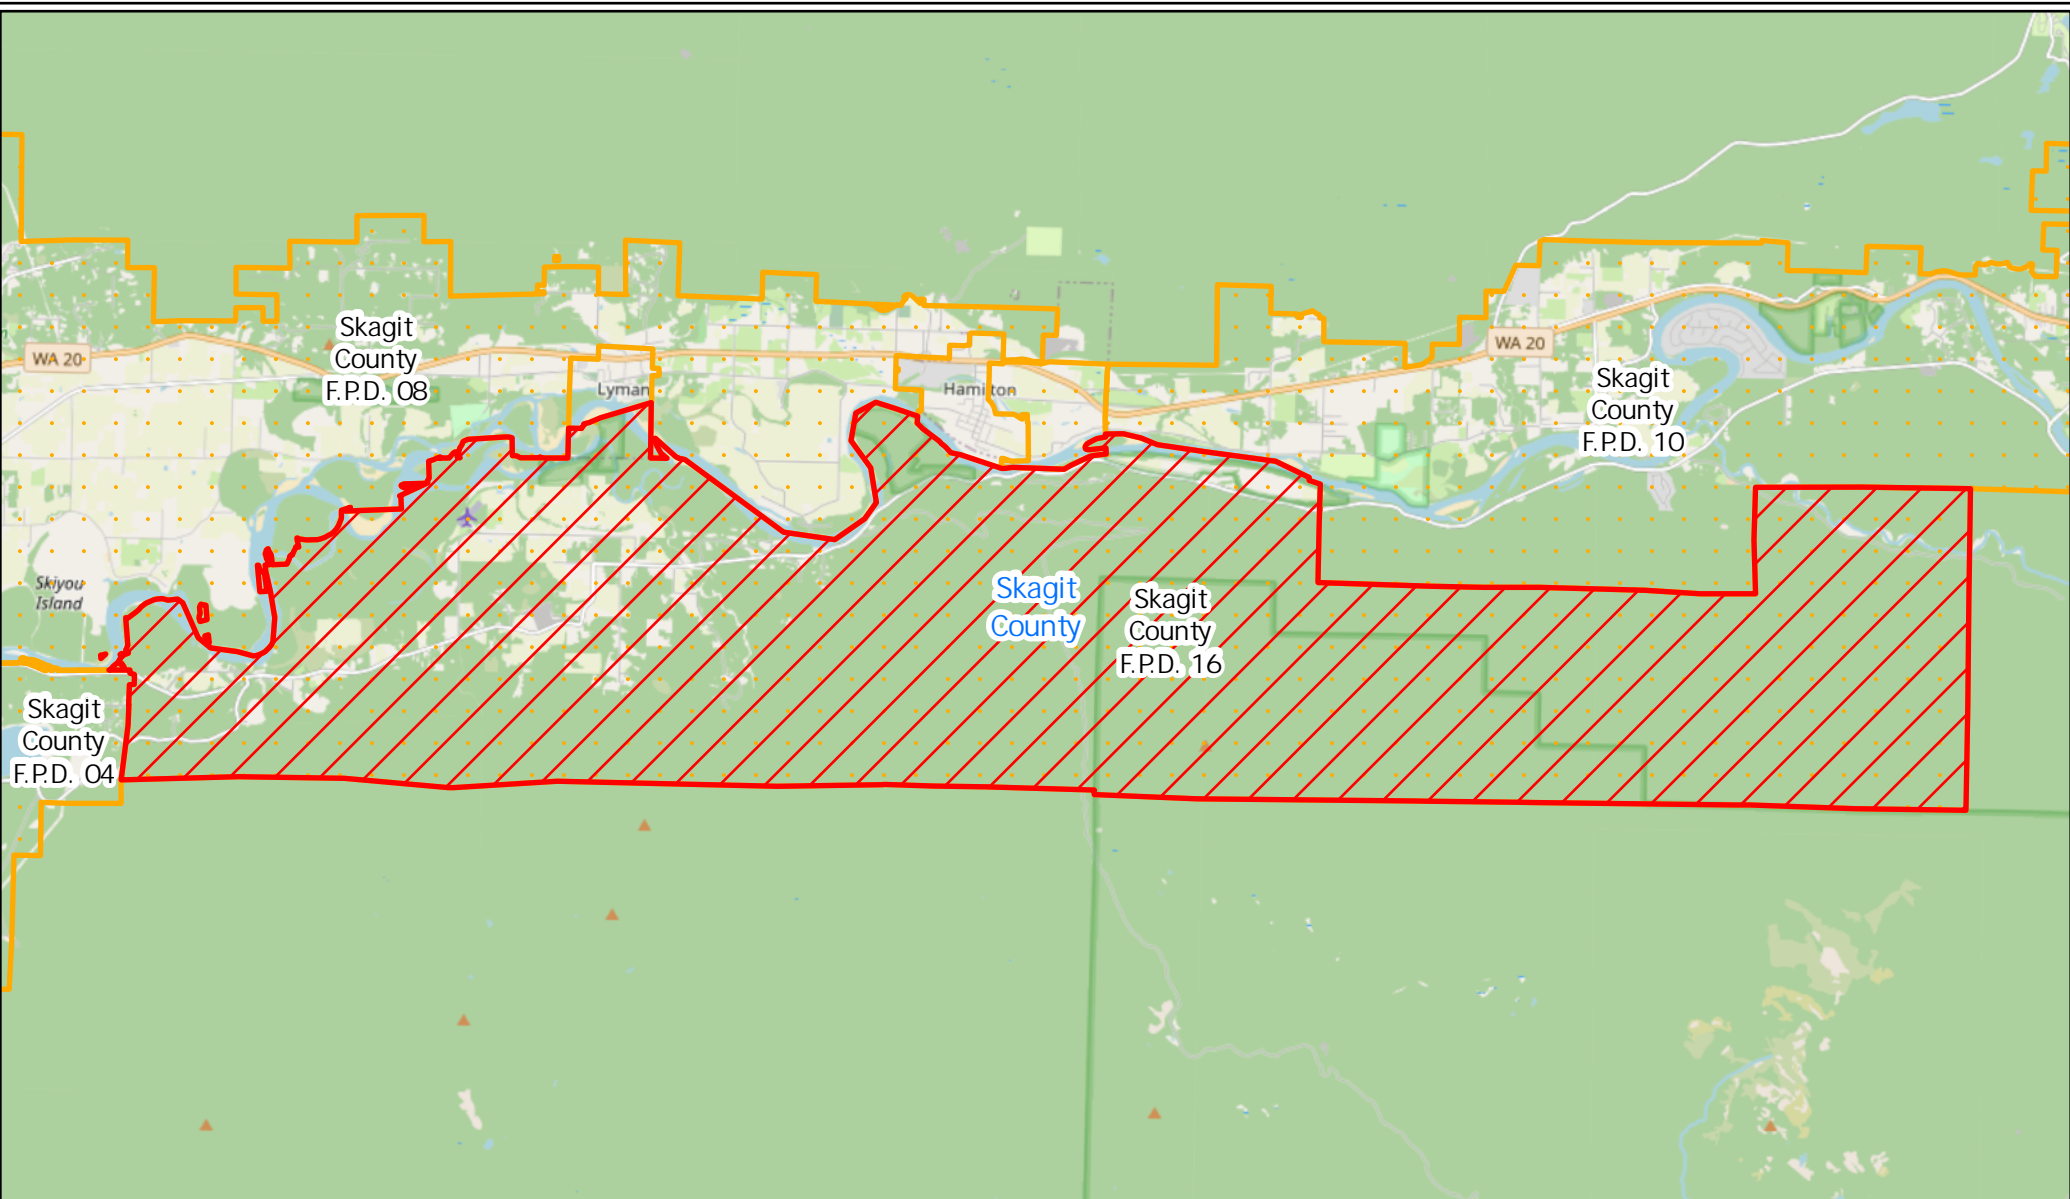 Skagit
County
F.P.D. 08
WA 20
WA 20
Lyman
Hamilton
Skagit
County
F.P.D. 10
Skiyou
Island
Skagit
County
Skagit
County
F.P.D. 16
Skagit
County
F.P.D. 04